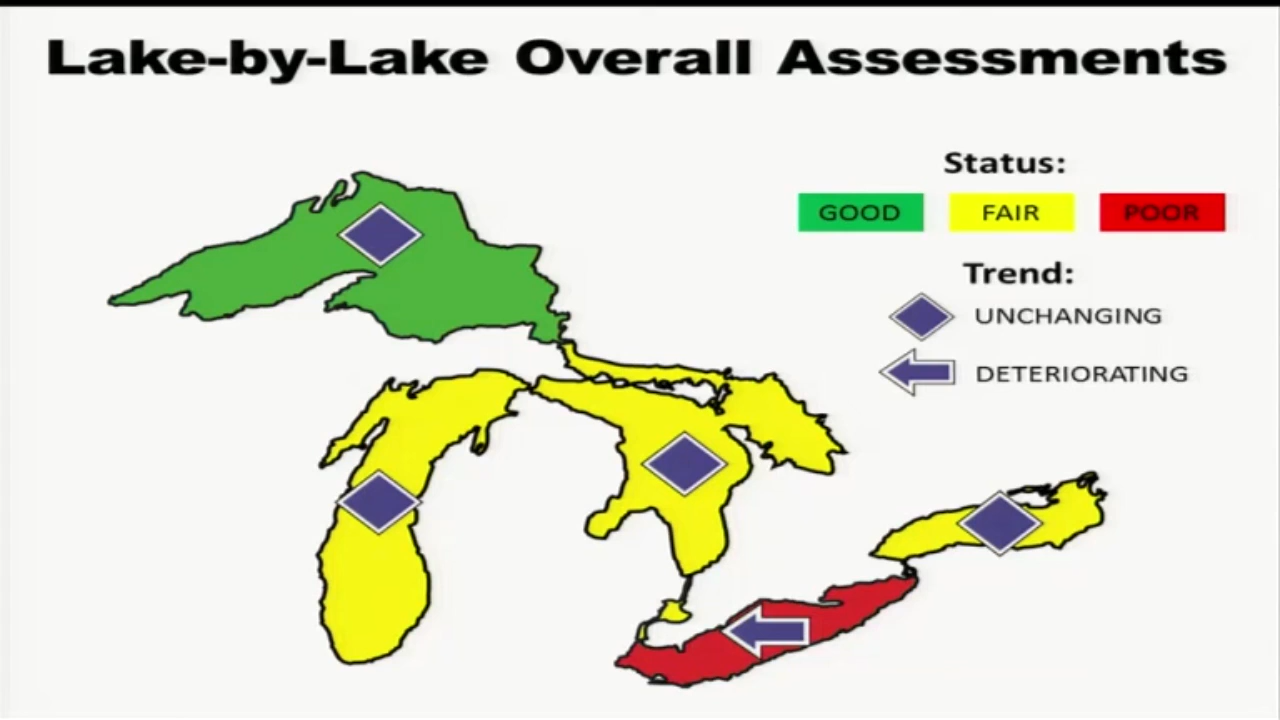 Lake-by-Lake Overall Assessments
Status:
GOOD FAIR POOR
Trend:
UNCHANGING
DETERIORATING